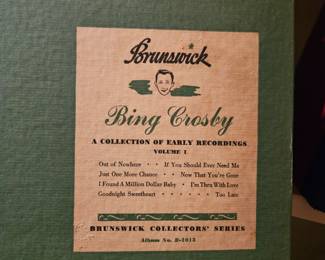 Brunswick
Bing Crosby
A COLLECTION OF EARLY RECORDINGS
VOLUME I
Out of Nowhere · · If You Should Ever Need Me
Just One More Chance · · Now That You're Gone
I Found A Million Dollar Baby · I'm Thru With Love
Goodnight Sweetheart · · · · · Too Late
BRUNSWICK COLLECTORS' SERIES
Album No. B-1012